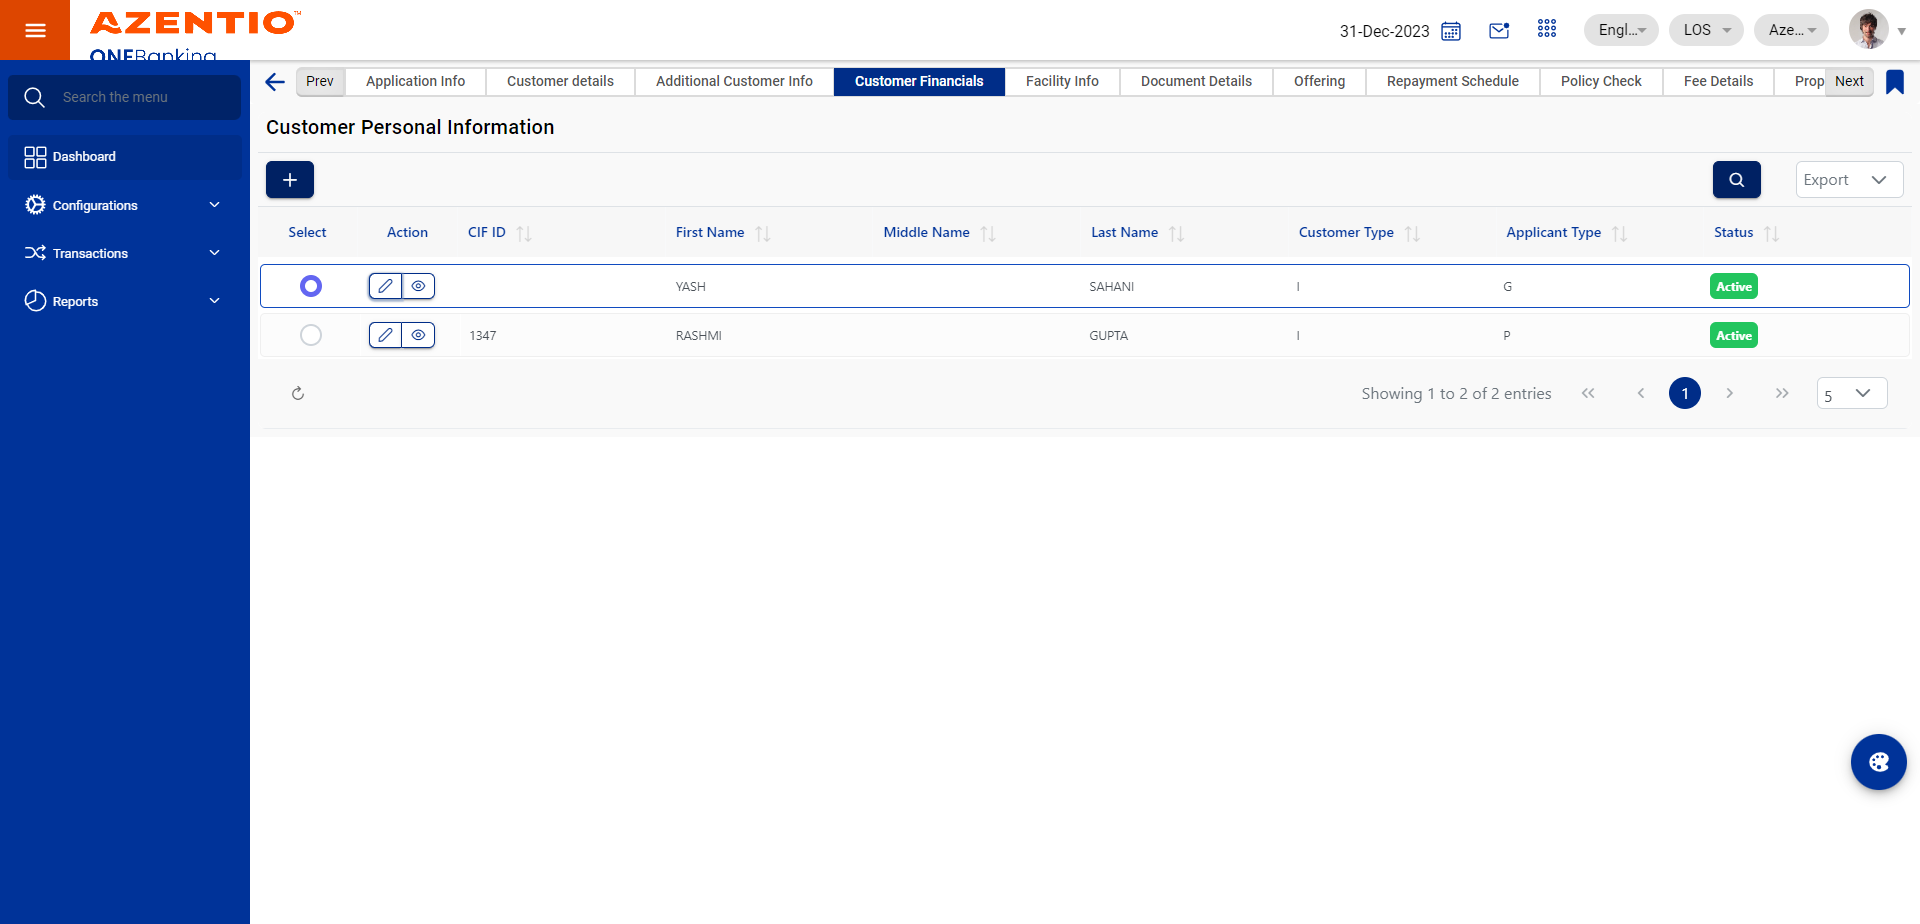 AZENTIO™
ONEBanking
31-Dec-2023
Engl...
LOS
Aze...
Search the menu
Dashboard
Configurations
Transactions
Reports
Prev Application Info Customer details Additional Customer Info Customer Financials Facility Info Document Details Offering Repayment Schedule Policy Check Fee Details Prop Next
Customer Personal Information
Export
Select Action CIF ID First Name Middle Name Last Name Customer Type Applicant Type Status
YASH SAHANI I G Active
1347 RASHMI GUPTA I P Active
Showing 1 to 2 of 2 entries 1 5